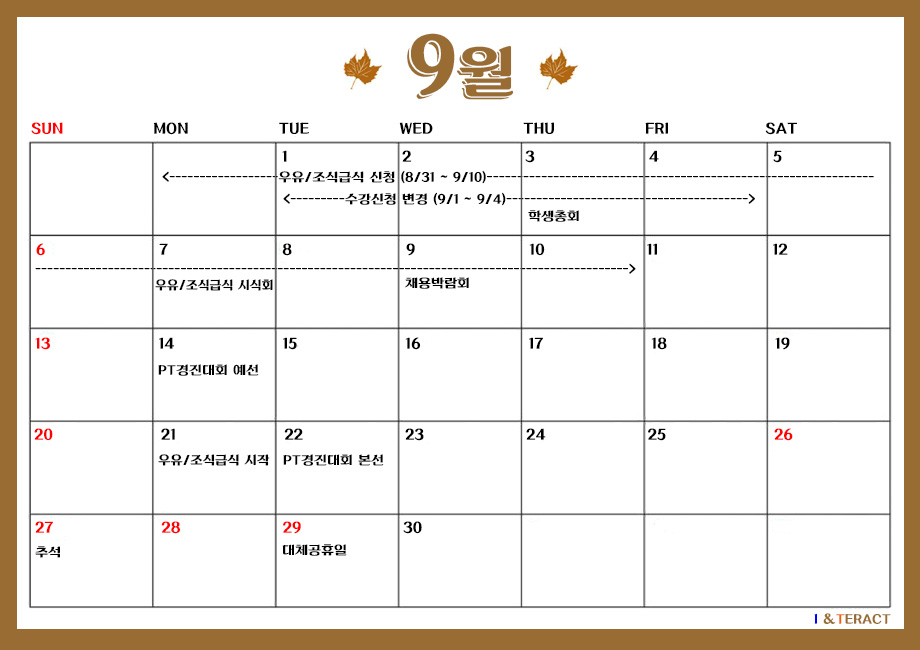 9월
SUN MON TUE WED THU FRI SAT
1 2 3 4 5
우유/조식급식 신청 (8/31 ~ 9/10)
수강신청 변경 (9/1 ~ 9/4)
학생총회
6 7 8 9 10 11 12
우유/조식급식 시식회 채용박람회
13 14 15 16 17 18 19
PT경진대회 예선
20 21 22 23 24 25 26
우유/조식급식 시작 PT경진대회 본선
27 28 29 30
추석 대체공휴일
I &TERACT